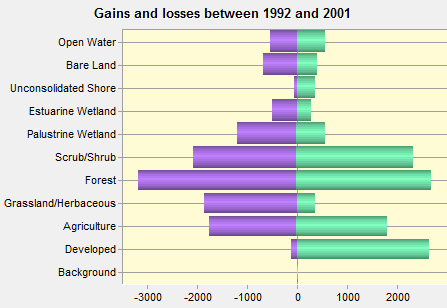 Gains and losses between 1992 and 2001
Open Water
Bare Land
Unconsolidated Shore
Estuarine Wetland
Palustrine Wetland
Scrub/Shrub
Forest
Grassland/Herbaceous
Agriculture
Developed
Background
-3000 -2000 -1000 0 1000 2000